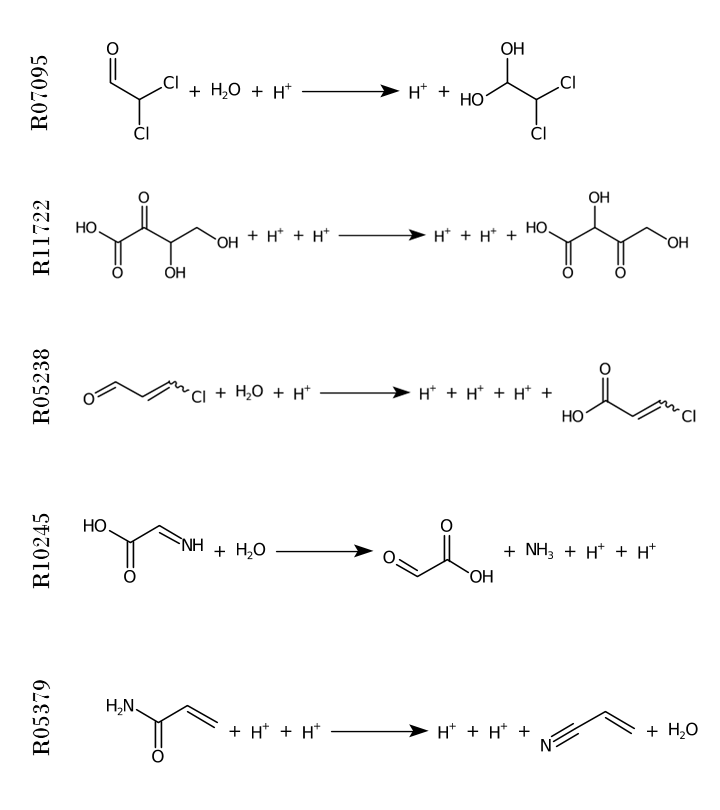 R07095
O
Cl
Cl
+ H₂O + H⁺ → H⁺ +
OH
HO
Cl
Cl
R11722
O
HO
O
OH
OH
+ H⁺ + H⁺ → H⁺ + H⁺ +
OH
HO
O
O
OH
R05238
O
Cl
+ H₂O + H⁺ → H⁺ + H⁺ + H⁺ +
O
HO
Cl
R10245
HO
O
NH
+ H₂O →
O
O
OH
+ NH₃ + H⁺ + H⁺
R05379
H₂N
O
+ H⁺ + H⁺ → H⁺ + H⁺ +
N
+ H₂O